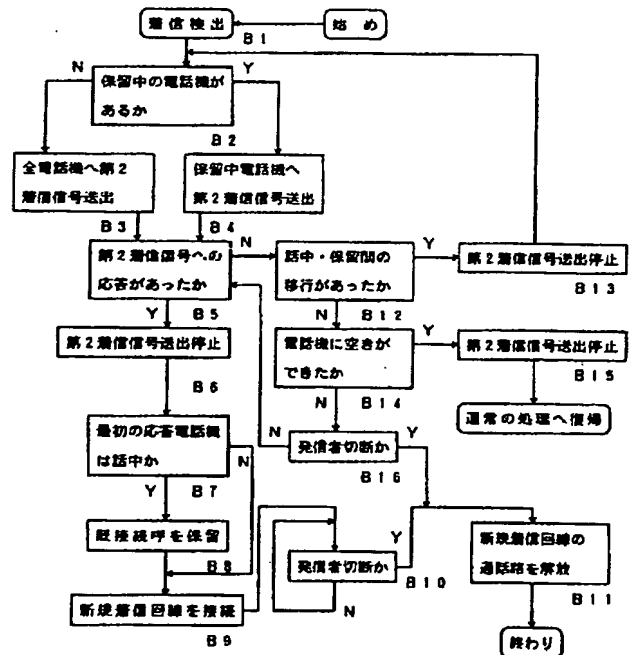 着信検出
始め
B1
N
Y
保留中の電話機が
あるか
B2
全電話機へ第2
着信信号送出
B3
保留中電話機へ
第2着信信号送出
B4
第2着信信号への
応答があったか
N
Y
B5
話中・保留間の
移行があったか
Y
N
B12
第2着信信号送出停止
B13
第2着信信号送出停止
B6
電話機に空きが
できたか
Y
N
B14
第2着信信号送出停止
B15
通常の処理へ復帰
最初の応答電話機
は話中か
N
Y
B7
発信者切断か
Y
B16
既接続呼を保留
B8
新規着信回線を接続
B9
発信者切断か
Y
N
B10
新規着信回線の
通話路を解放
B11
終わり